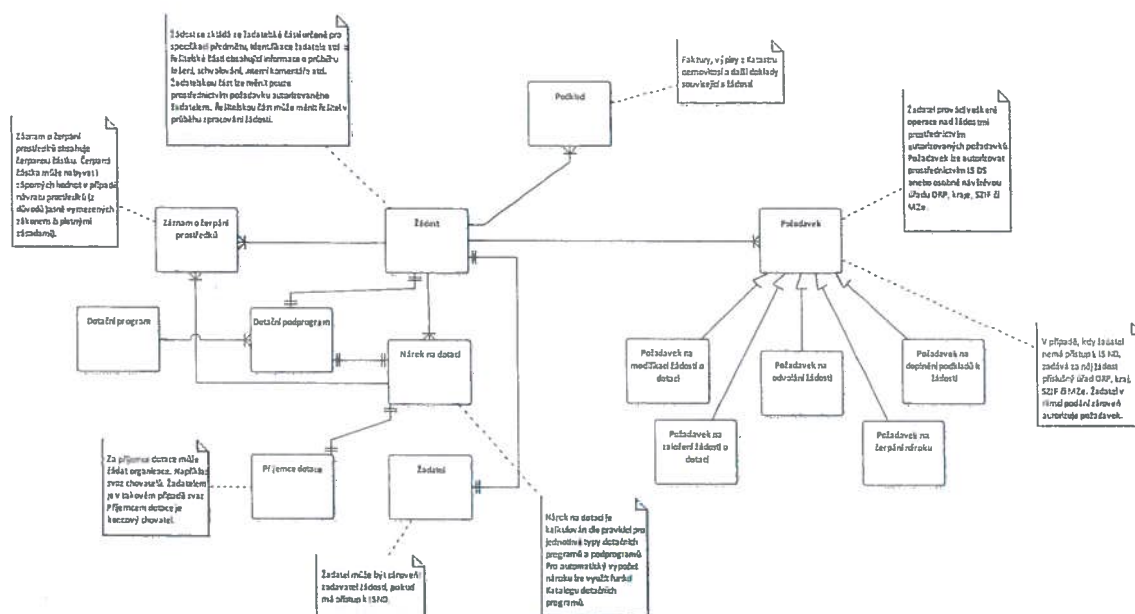 Žádost se skládá ze žadatelské části určené pro
specifikaci předmětu, identifikace žadatele atd
Řešitelské části obsahující informace o průběhu
řešení, schvalování, interní komentáře atd.
Žadatelskou část lze měnit pouze
prostřednictvím požadavku autorizovaného
žadatelem. Řešitelskou část může měnit řešitel v
průběhu zpracování žádosti.
Faktury, výpisy z Katastru
nemovitostí a další doklady
související s žádostí
Podklad
Žadatel provádí veškeré
operace nad žádostmi
prostřednictvím
autorizovaných požadavků.
Požadavek lze autorizovat
prostřednictvím IS DS
anebo osobně návštěvou
úřadu ORP, kraje, SZIF či
MZe.
Záznam o čerpání
prostředků obsahuje
čerpanou částku. Čerpaná
částka může nabývat i
záporných hodnot v případě
návratu prostředků (z
důvodů jasně vymezených
zákonem či platnými
zásadami).
Záznam o čerpání
prostředků
Žádost
Požadavek
Dotační program
Dotační podprogram
Nárok na dotaci
Požadavek na
modifikaci žádosti o
dotaci
Požadavek na
odvolání žádosti
Požadavek na
doplnění podkladů k
žádosti
V případě, kdy žadatel
nemá přístup k IS ND,
zadává za něj žádost
příslušný úřad ORP, kraj,
SZIF či MZe. Žadatel v
rámci podání zároveň
autorizuje požadavek.
Požadavek na
založení žádosti o
dotaci
Požadavek na
čerpání nároku
Za příjemce dotace může
žádat organizace. Například
svaz chovatelů. Žadatelem
je v takovém případě svaz
Příjemcem dotace je
koncový chovatel.
Příjemce dotace
Žadatel
Nárok na dotaci je
kalkulován dle pravidel pro
jednotlivé typy dotačních
programů a podprogramů
Pro automatický výpočet
nároku lze využít funkcí
Katalogu dotačních
programů.
Žadatel může být zároveň
zadavatel žádosti, pokud
má přístup k ISND.